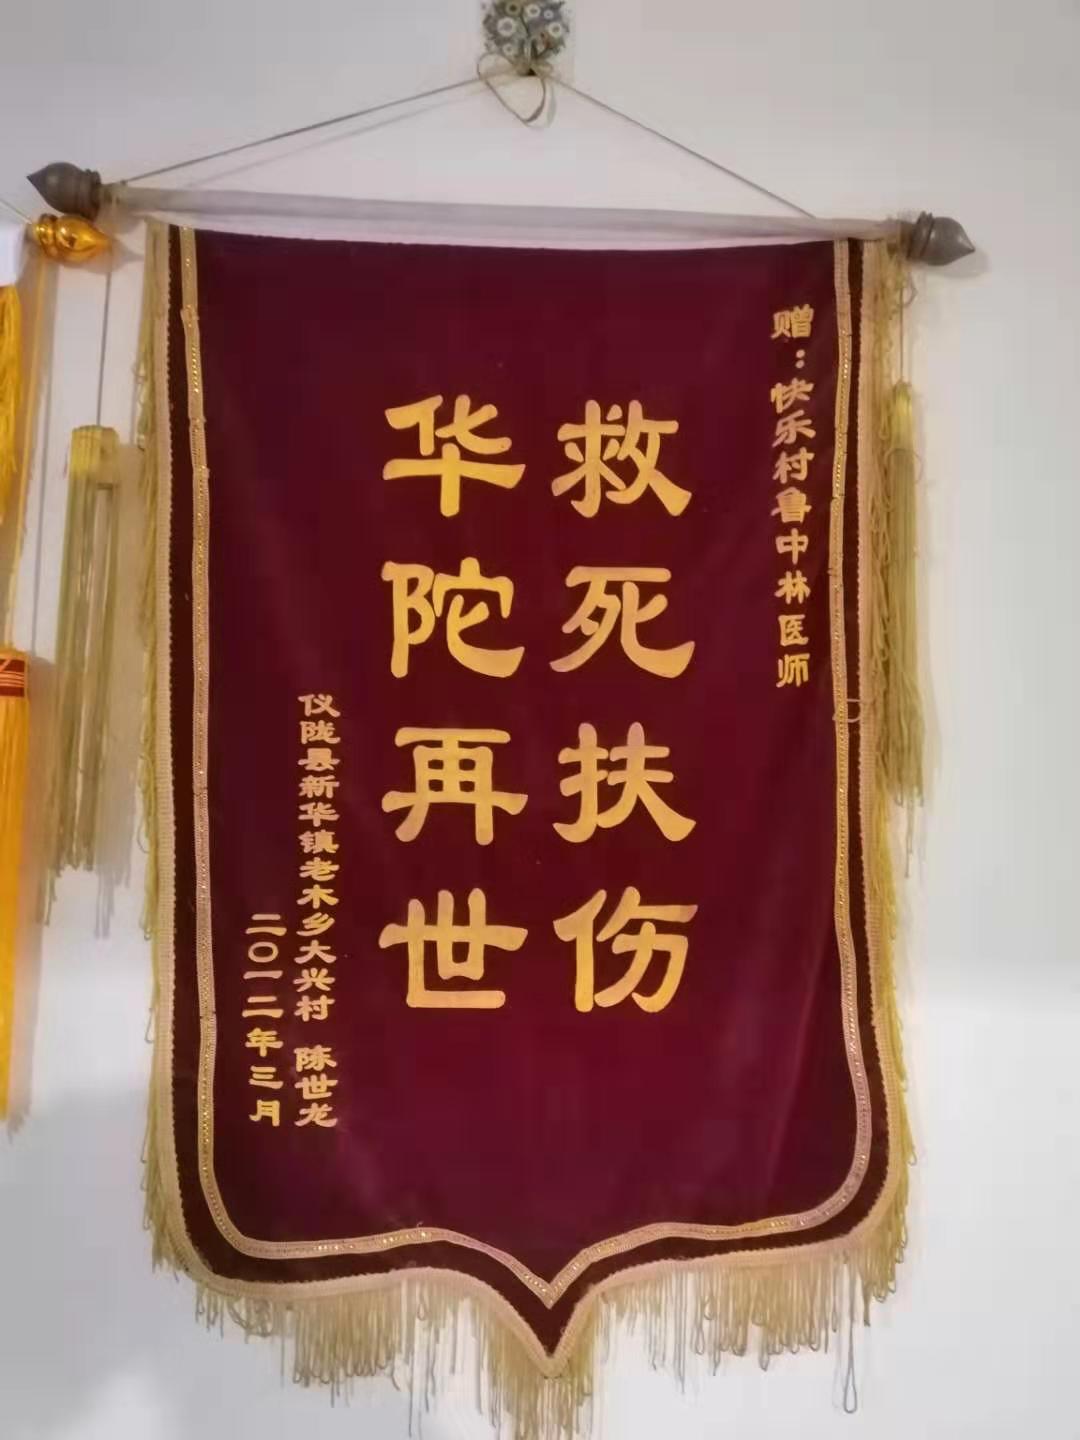 赠：快乐村鲁中林医师
救死扶伤
华陀再世
仪陇县新华镇老木乡大兴村 陈世龙
二〇一二年三月